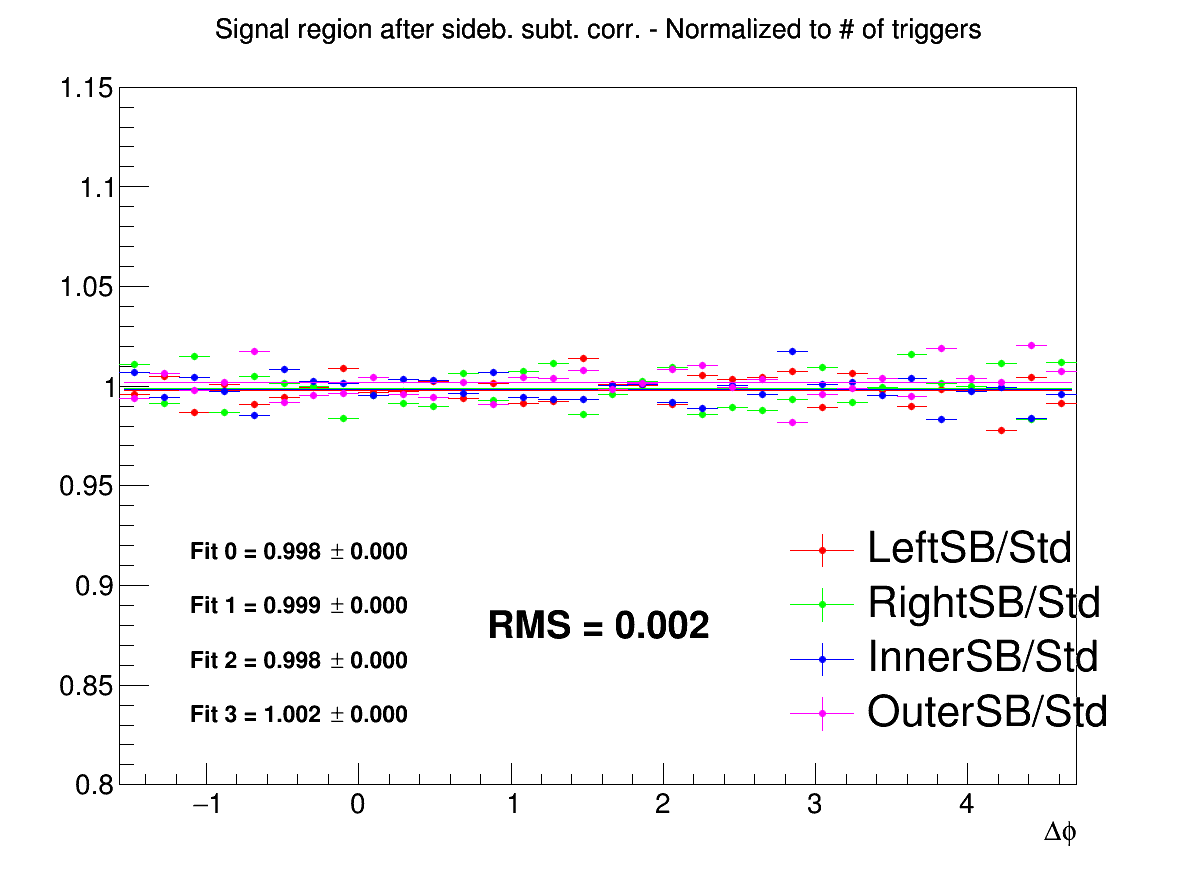 Signal region after sideb. subt. corr. - Normalized to # of triggers
1.15
1.1
1.05
1
0.95
0.9
0.85
0.8
Fit 0 = 0.998 ± 0.000
Fit 1 = 0.999 ± 0.000
Fit 2 = 0.998 ± 0.000
Fit 3 = 1.002 ± 0.000
RMS = 0.002
LeftSB/Std
RightSB/Std
InnerSB/Std
OuterSB/Std
−1 0 1 2 3 4
Δϕ